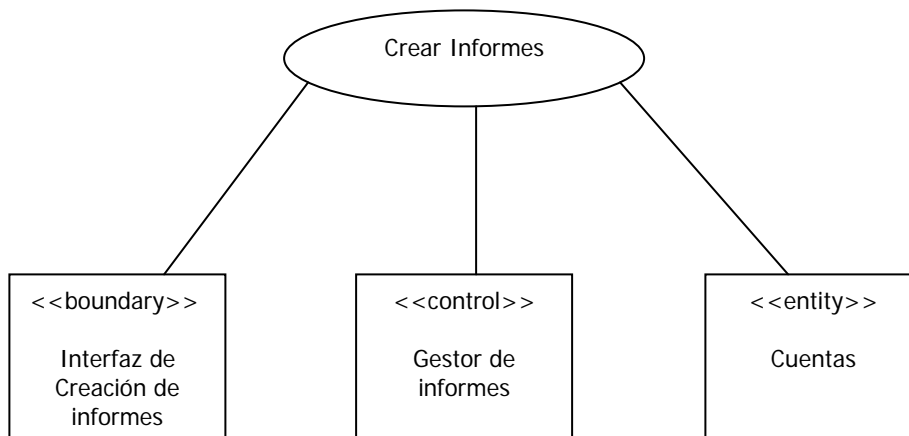 Crear Informes
<<boundary>>
Interfaz de
Creación de
informes
<<control>>
Gestor de
informes
<<entity>>
Cuentas